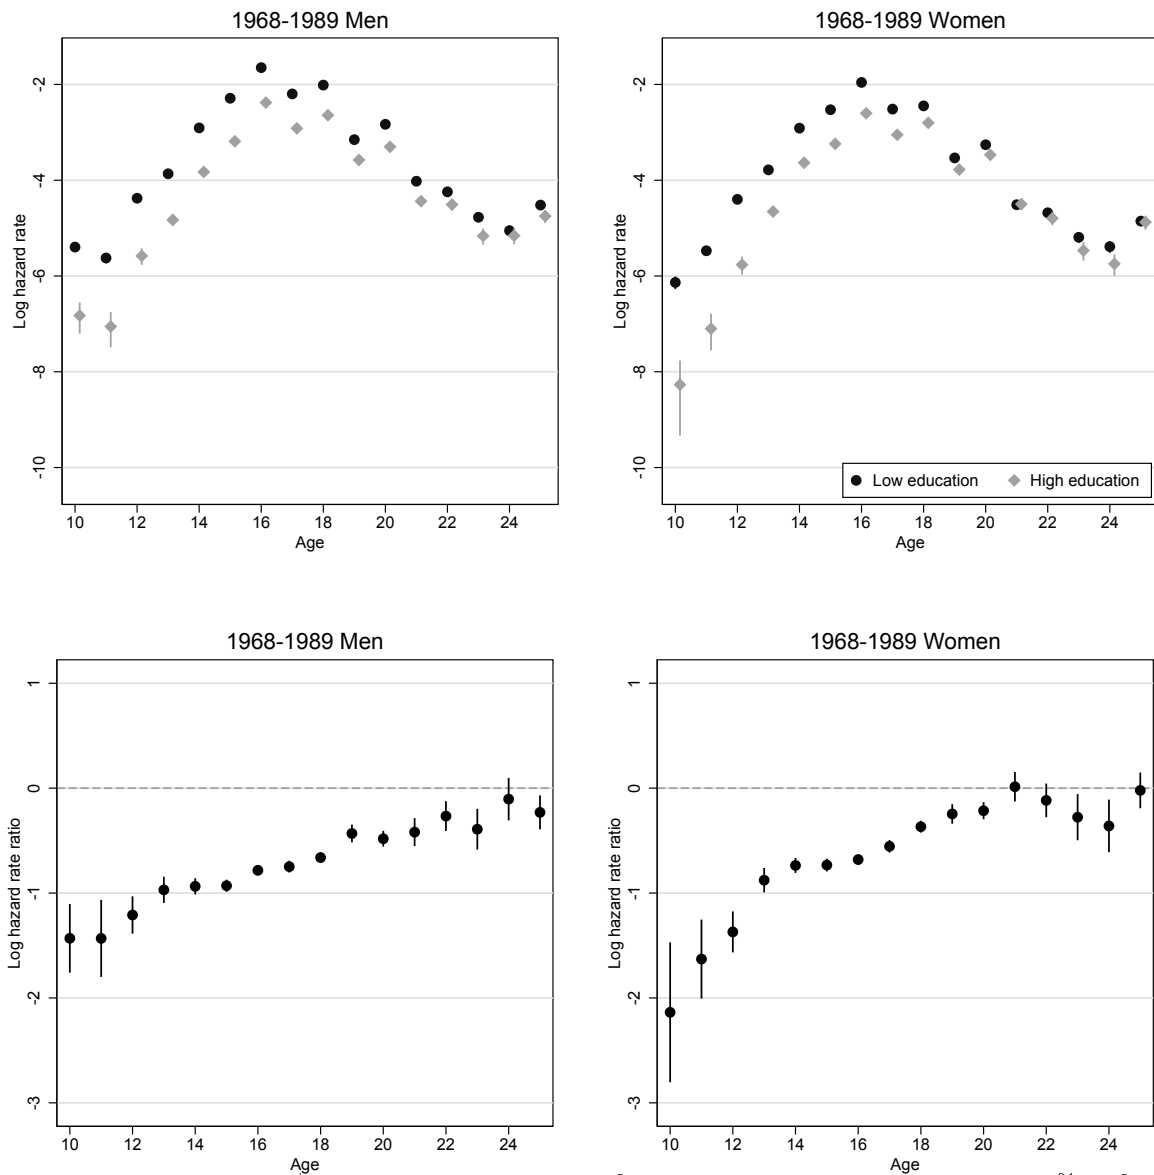 1968-1989 Men
1968-1989 Women
Log hazard rate
-2
-4
-6
-8
-10
10 12 14 16 18 20 22 24
Age
Log hazard rate
-2
-4
-6
-8
-10
Low education
High education
10 12 14 16 18 20 22 24
Age
1968-1989 Men
1968-1989 Women
Log hazard rate ratio
1
0
-1
-2
-3
10 12 14 16 18 20 22 24
Age
Log hazard rate ratio
1
0
-1
-2
-3
10 12 14 16 18 20 22 24
Age